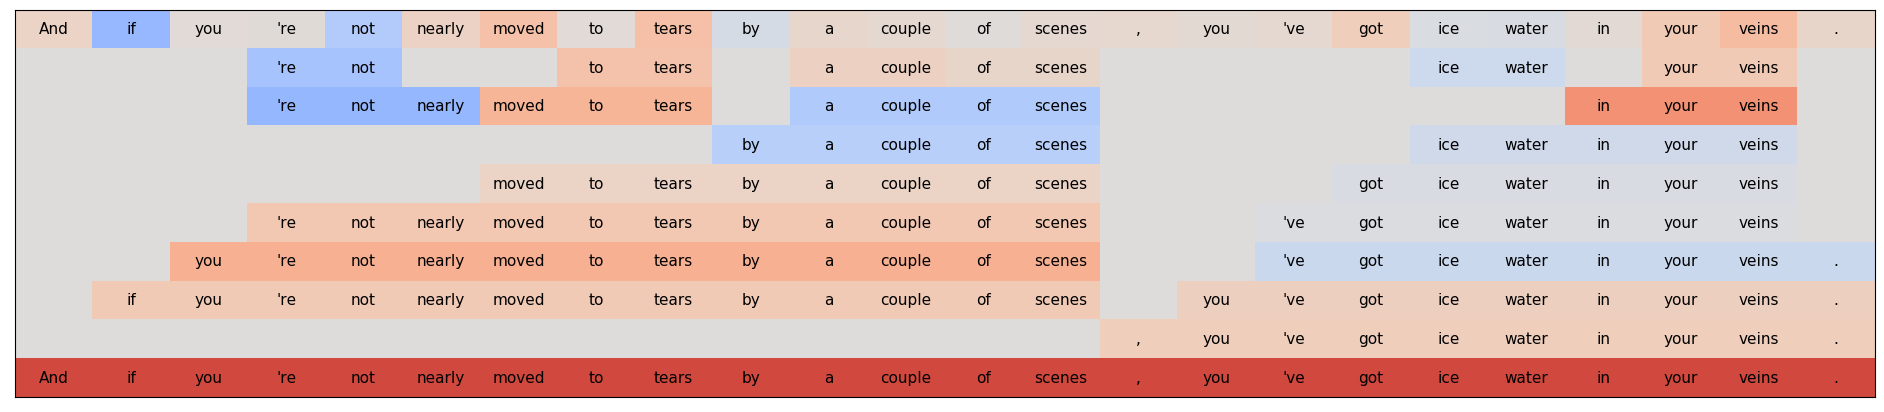 And if you 're not nearly moved to tears by a couple of scenes , you 've got ice water in your veins .
're not to tears a couple of scenes ice water your veins
're not nearly moved to tears a couple of scenes in your veins
by a couple of scenes ice water in your veins
moved to tears by a couple of scenes got ice water in your veins
're not nearly moved to tears by a couple of scenes 've got ice water in your veins
you 're not nearly moved to tears by a couple of scenes 've got ice water in your veins .
if you 're not nearly moved to tears by a couple of scenes you 've got ice water in your veins .
, you 've got ice water in your veins .
And if you 're not nearly moved to tears by a couple of scenes , you 've got ice water in your veins .